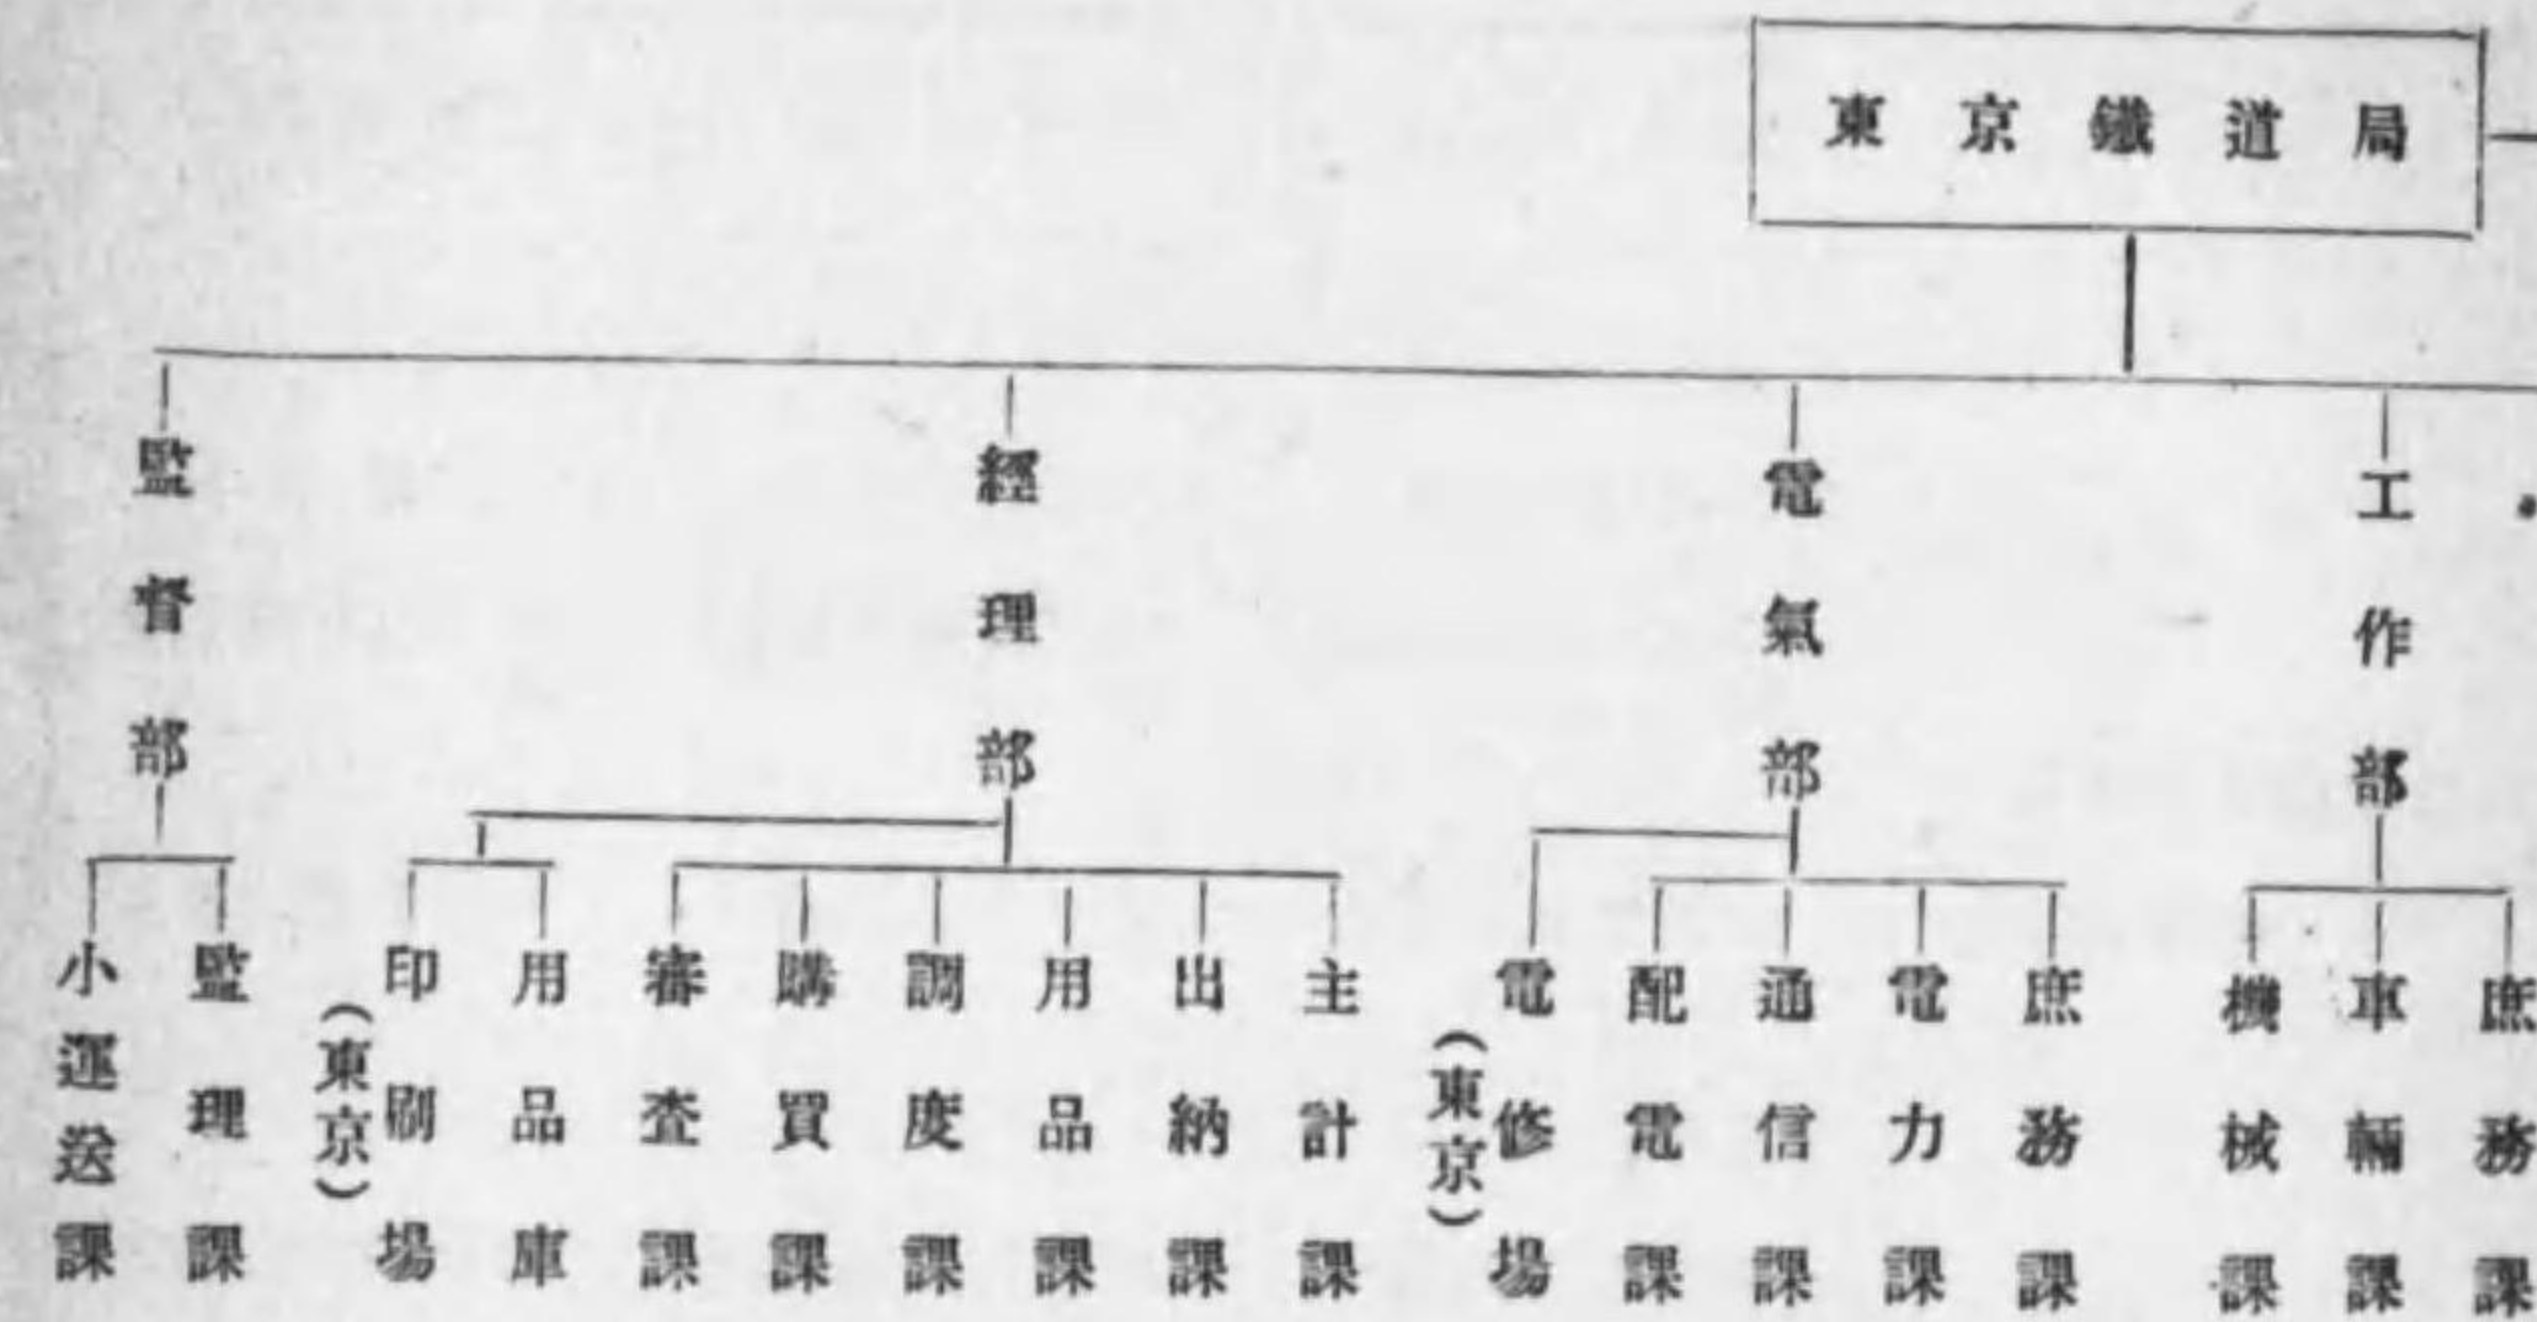 東京鐵道局
工作部
庶務課
車輛課
機械課
電氣部
庶務課
電力課
通信課
配電課
電修場
(東京)
經理部
主計課
出納課
用品課
調度課
購買課
審査課
用品庫
印刷場
(東京)
監督部
監理課
小運送課